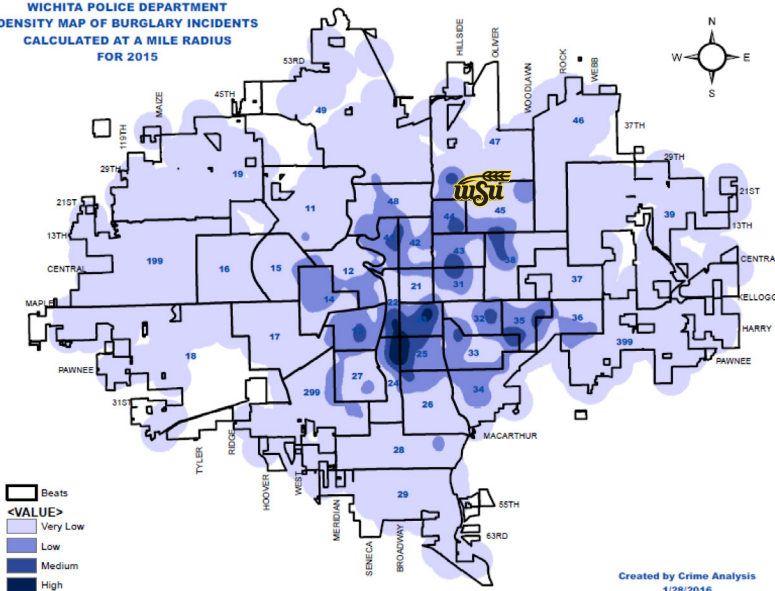 WICHITA POLICE DEPARTMENT
DENSITY MAP OF BURGLARY INCIDENTS
CALCULATED AT A MILE RADIUS
FOR 2015
N
W E
S
HILLSIDE
OLIVER
WOODLAWN
ROCK
WEBB
53RD
45TH
MAIZE
119TH
29TH
21ST
13TH
CENTRAL
MAPLE
PAWNEE
31ST
TYLER
RIDGE
HOOVER
WEST
MERIDIAN
SENECA
BROADWAY
63RD
55TH
MACARTHUR
37TH
29TH
21ST
13TH
CENTRA
KELLOGG
HARRY
PAWNEE
49
47
46
19
11
48
wsu
44
45
39
42
43
38
199
16
15
12
14
21
31
37
22
32
35
36
399
18
17
25
33
27
24
34
299
26
28
29
Beats
<VALUE>
Very Low
Low
Medium
High
Created by Crime Analysis
1/28/2016